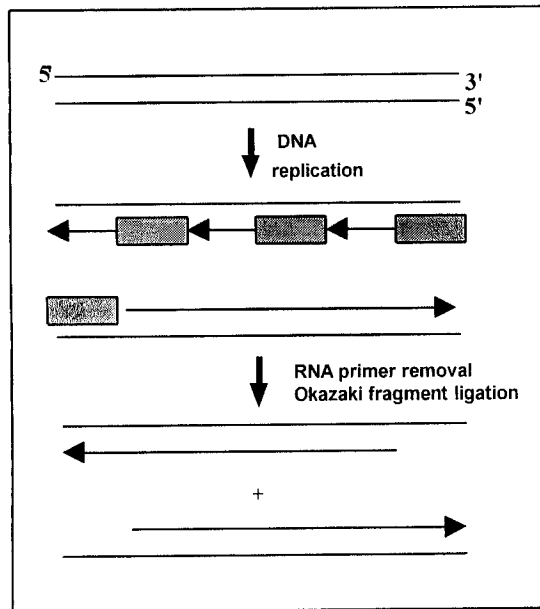 5'
3'
5'
DNA
replication
RNA primer removal
Okazaki fragment ligation
+